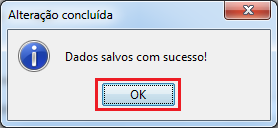 Alteração concluída
Dados salvos com sucesso!
OK